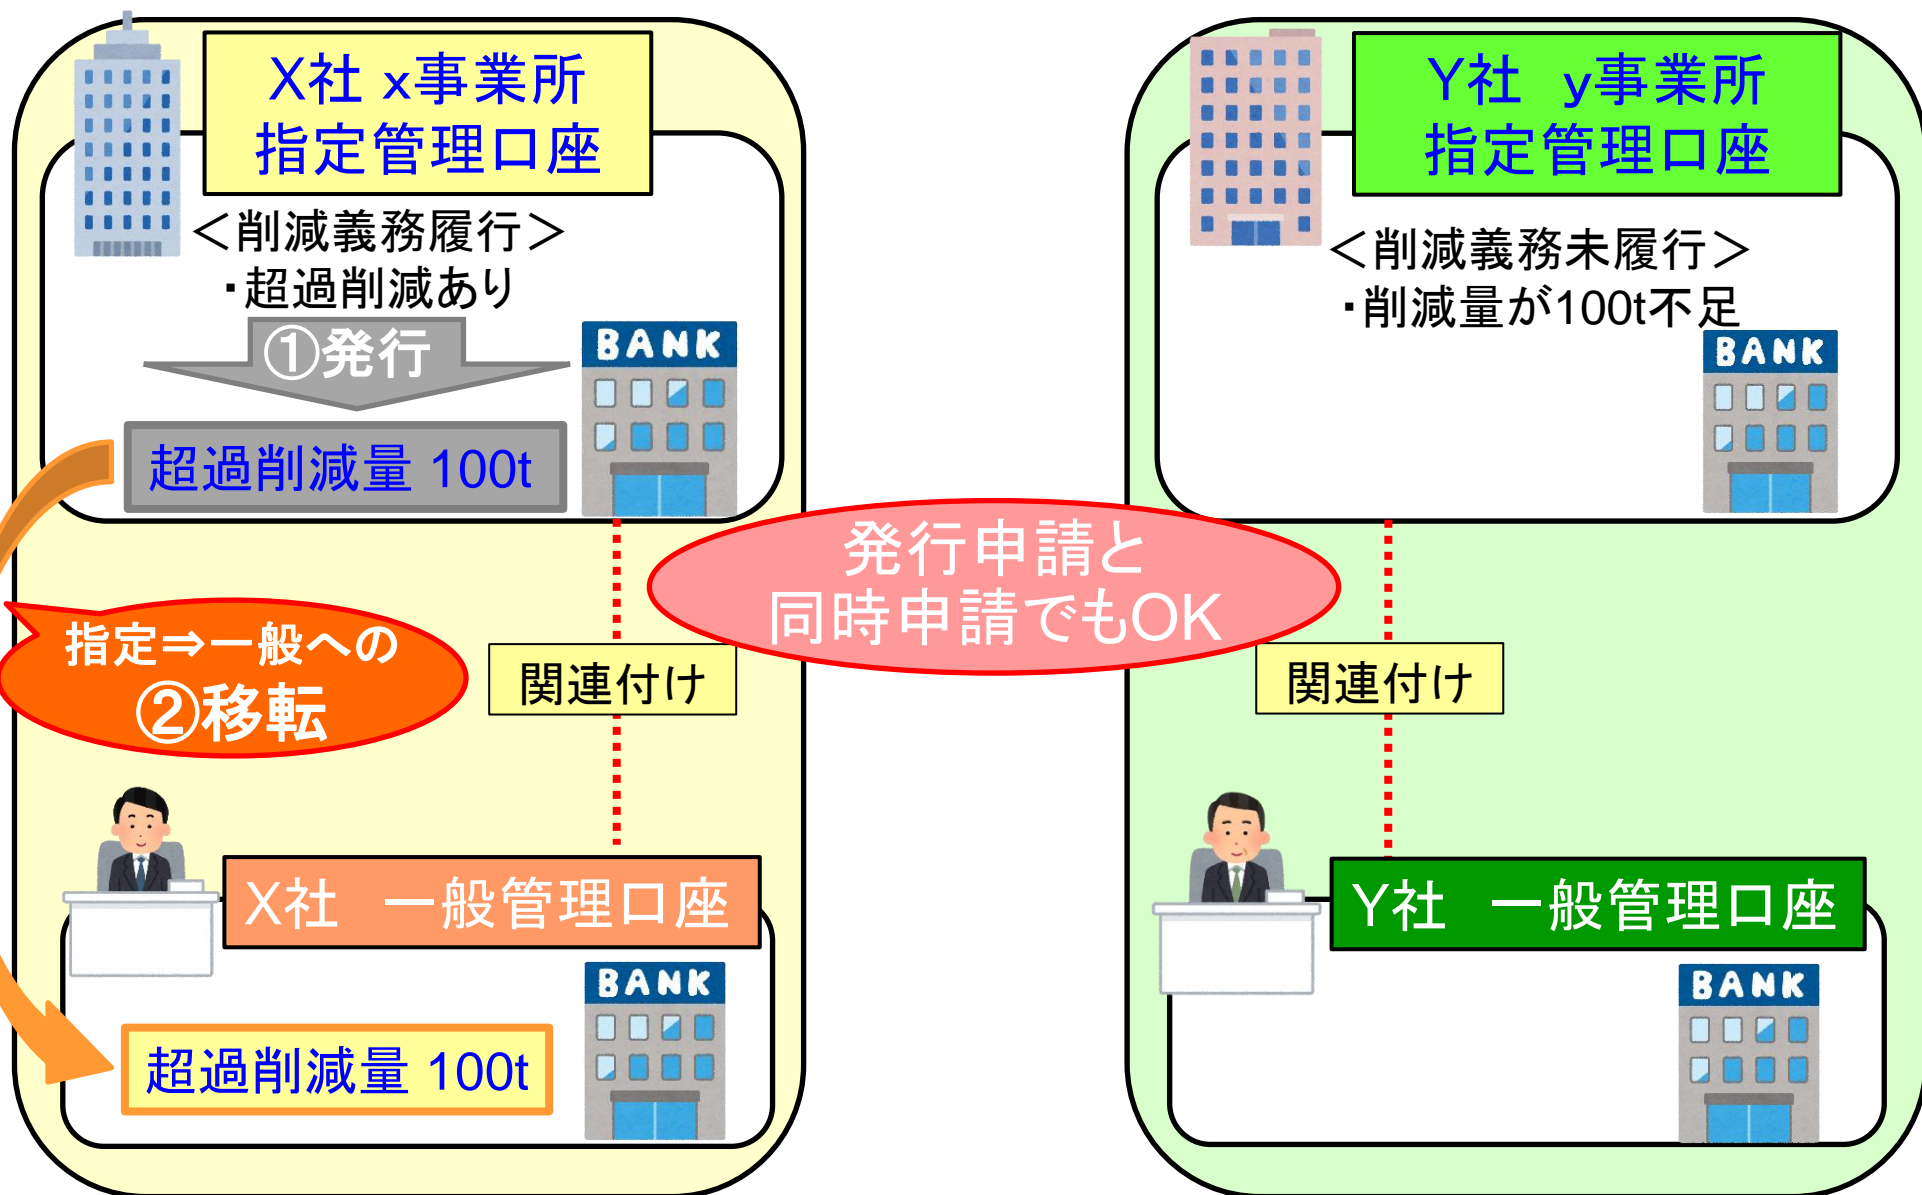 X社 x事業所
指定管理口座
＜削減義務履行＞
・超過削減あり
①発行
BANK
超過削減量 100t
指定⇒一般への
②移転
関連付け
X社　一般管理口座
BANK
超過削減量 100t
発行申請と
同時申請でもOK
Y社　y事業所
指定管理口座
＜削減義務未履行＞
・削減量が100t不足
BANK
関連付け
Y社　一般管理口座
BANK